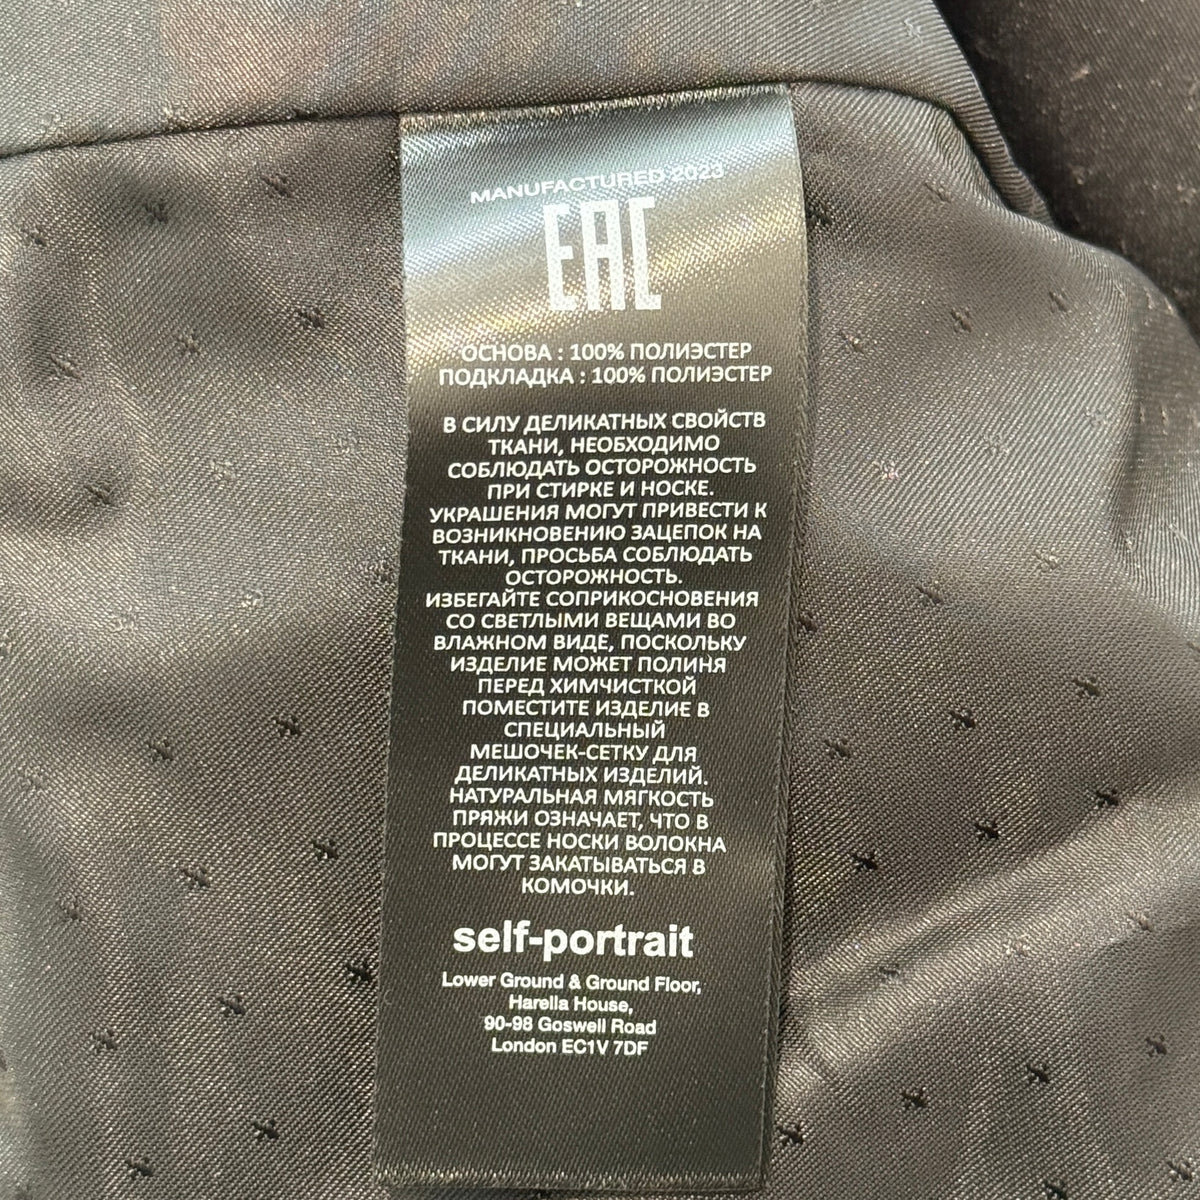 MANUFACTURED 2023
EAC
ОСНОВА : 100% ПОЛИЭСТЕР
ПОДКЛАДКА : 100% ПОЛИЭСТЕР
В СИЛУ ДЕЛИКАТНЫХ СВОЙСТВ
ТКАНИ, НЕОБХОДИМО
СОБЛЮДАТЬ ОСТОРОЖНОСТЬ
ПРИ СТИРКЕ И НОСКЕ.
УКРАШЕНИЯ МОГУТ ПРИВЕСТИ К
ВОЗНИКНОВЕНИЮ ЗАЦЕПОК НА
ТКАНИ, ПРОСЬБА СОБЛЮДАТЬ
ОСТОРОЖНОСТЬ.
ИЗБЕГАЙТЕ СОПРИКОСНОВЕНИЯ
СО СВЕТЛЫМИ ВЕЩАМИ ВО
ВЛАЖНОМ ВИДЕ, ПОСКОЛЬКУ
ИЗДЕЛИЕ МОЖЕТ ПОЛИНЯ
ПЕРЕД ХИМЧИСТКОЙ
ПОМЕСТИТЕ ИЗДЕЛИЕ В
СПЕЦИАЛЬНЫЙ
МЕШОЧЕК-СЕТКУ ДЛЯ
ДЕЛИКАТНЫХ ИЗДЕЛИЙ.
НАТУРАЛЬНАЯ МЯГКОСТЬ
ПРЯЖИ ОЗНАЧАЕТ, ЧТО В
ПРОЦЕССЕ НОСКИ ВОЛОКНА
МОГУТ ЗАКАТЫВАТЬСЯ В
КОМОЧКИ.
self-portrait
Lower Ground & Ground Floor,
Harella House,
90-98 Goswell Road
London EC1V 7DF